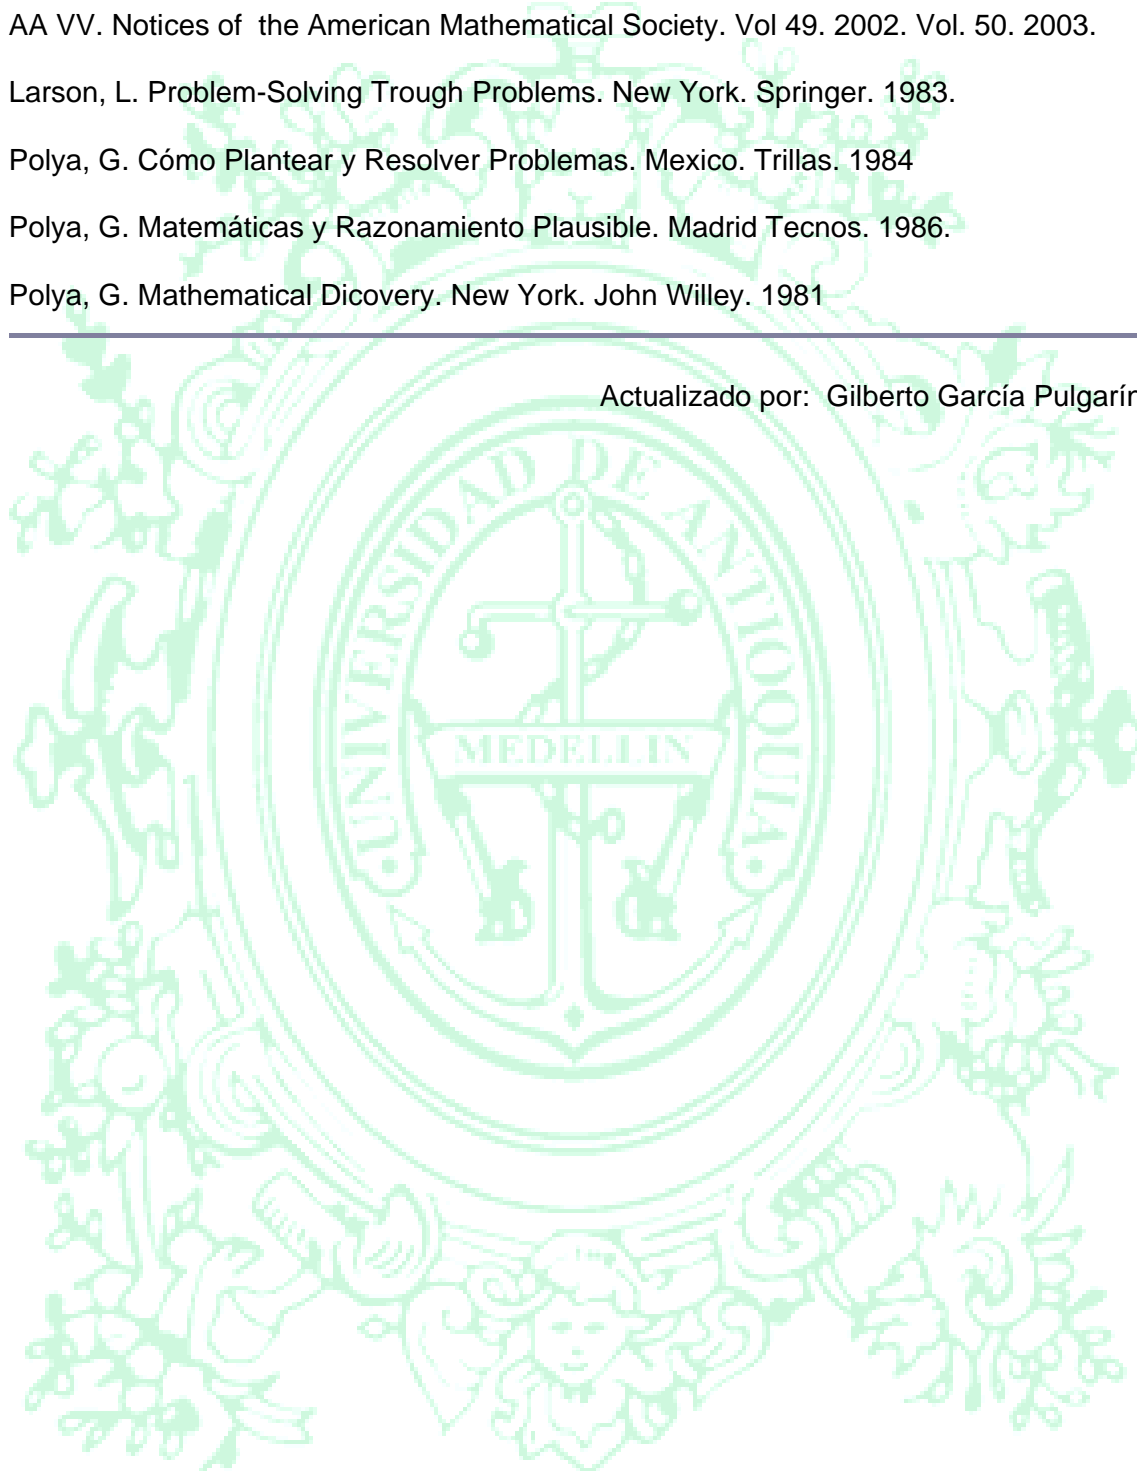 AA VV. Notices of  the American Mathematical Society. Vol 49. 2002. Vol. 50. 2003.
Larson, L. Problem-Solving Trough Problems. New York. Springer. 1983.
Polya, G. Cómo Plantear y Resolver Problemas. Mexico. Trillas. 1984
Polya, G. Matemáticas y Razonamiento Plausible. Madrid Tecnos. 1986.
Polya, G. Mathematical Dicovery. New York. John Willey. 1981
Actualizado por:  Gilberto García Pulgarín
UNIVERSIDAD DE ANTIOQUIA
MEDELLIN